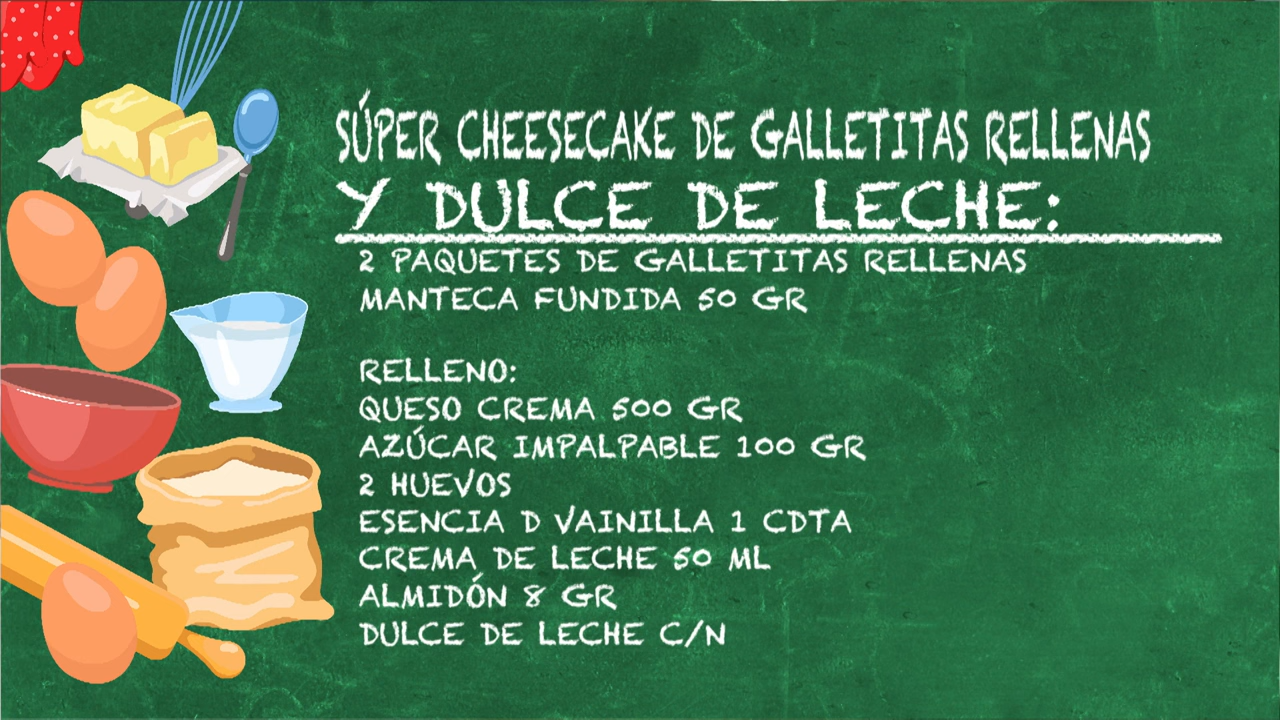 SÚPER CHEESECAKE DE GALLETITAS RELLENAS
Y DULCE DE LECHE:
2 PAQUETES DE GALLETITAS RELLENAS
MANTECA FUNDIDA 50 GR
RELLENO:
QUESO CREMA 500 GR
AZÚCAR IMPALPABLE 100 GR
2 HUEVOS
ESENCIA D VAINILLA 1 CDTA
CREMA DE LECHE 50 ML
ALMIDÓN 8 GR
DULCE DE LECHE C/N